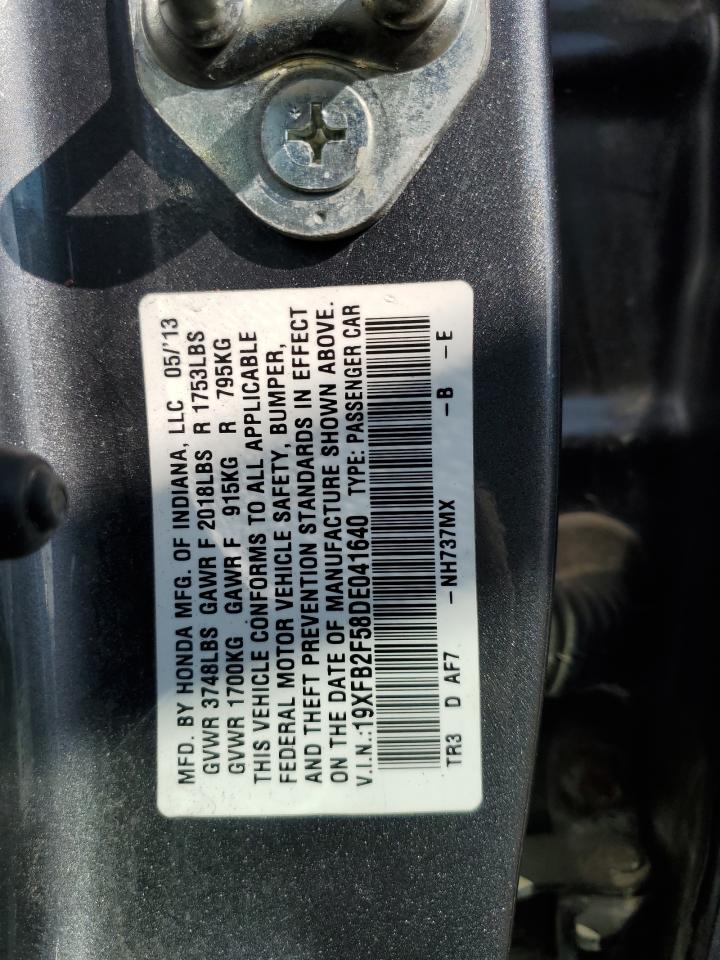 MFD. BY HONDA MFG. OF INDIANA, LLC 05/'13
GVWR 3748LBS GAWR F 2018LBS R 1753LBS
GVWR 1700KG GAWR F 915KG R 795KG
THIS VEHICLE CONFORMS TO ALL APPLICABLE
FEDERAL MOTOR VEHICLE SAFETY, BUMPER,
AND THEFT PREVENTION STANDARDS IN EFFECT
ON THE DATE OF MANUFACTURE SHOWN ABOVE.
V.I.N.:19XFB2F58DE041640 TYPE: PASSENGER CAR
TR3 D AF7 -NH737MX -B -E